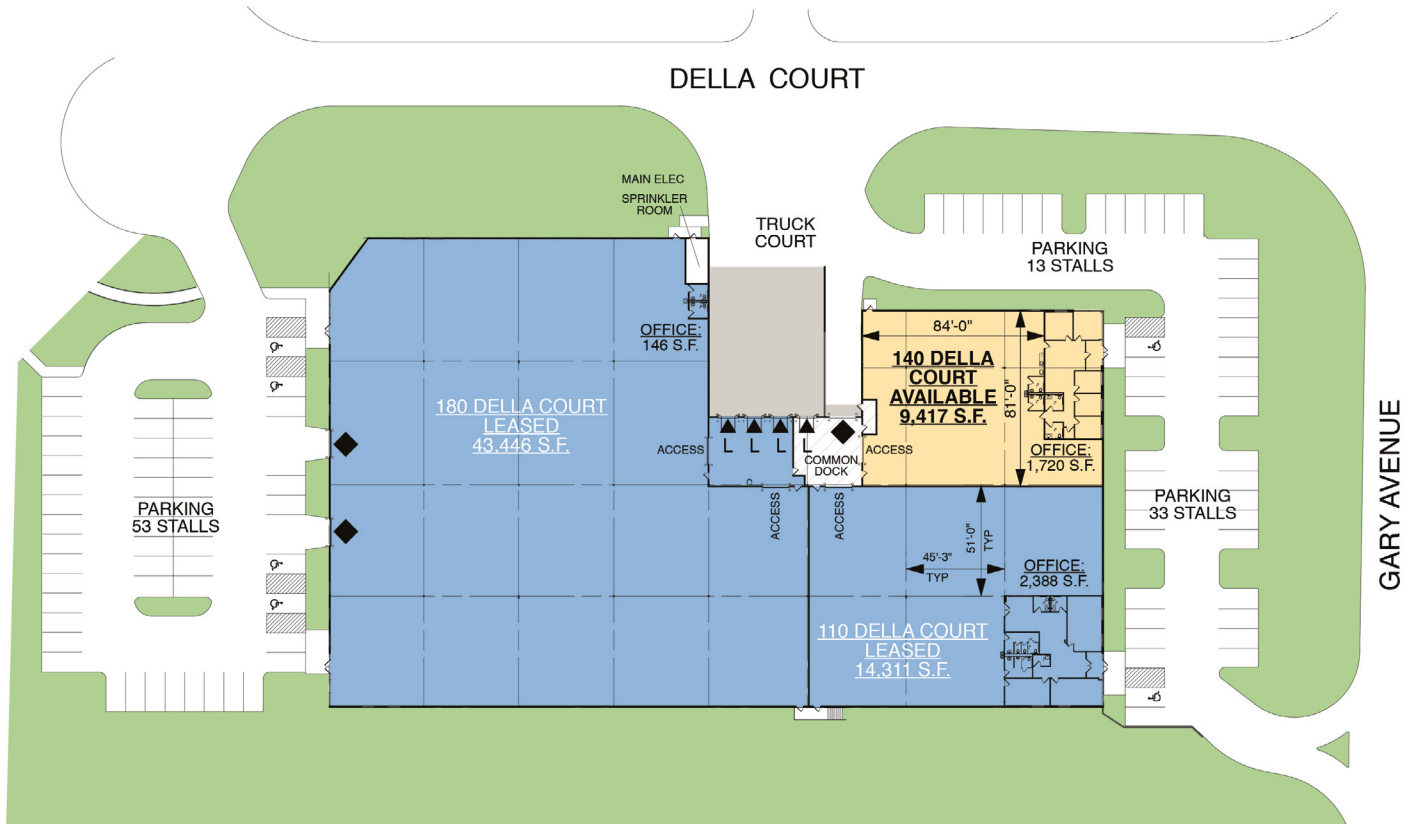 DELLA COURT
MAIN ELEC
SPRINKLER
ROOM
TRUCK
COURT
PARKING
13 STALLS
OFFICE:
146 S.F.
84'-0"
140 DELLA
COURT
AVAILABLE
9,417 S.F.
81'-0"
180 DELLA COURT
LEASED
43,446 S.F.
L
L
L
L
ACCESS
COMMON
DOCK
ACCESS
OFFICE:
1,720 S.F.
GARY AVENUE
PARKING
53 STALLS
PARKING
33 STALLS
ACCESS
ACCESS
51'-0"
TYP
45'-3"
TYP
OFFICE:
2,388 S.F.
110 DELLA COURT
LEASED
14,311 S.F.